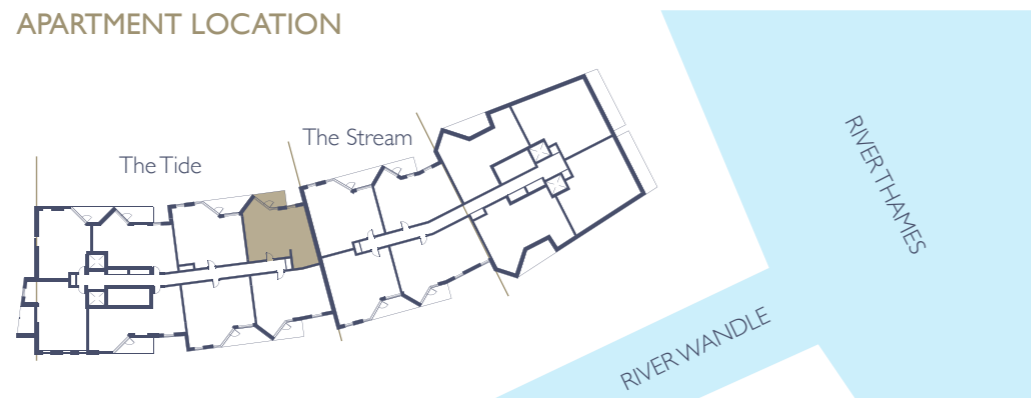 APARTMENT LOCATION
The Tide
The Stream
RIVER THAMES
RIVER WANDLE